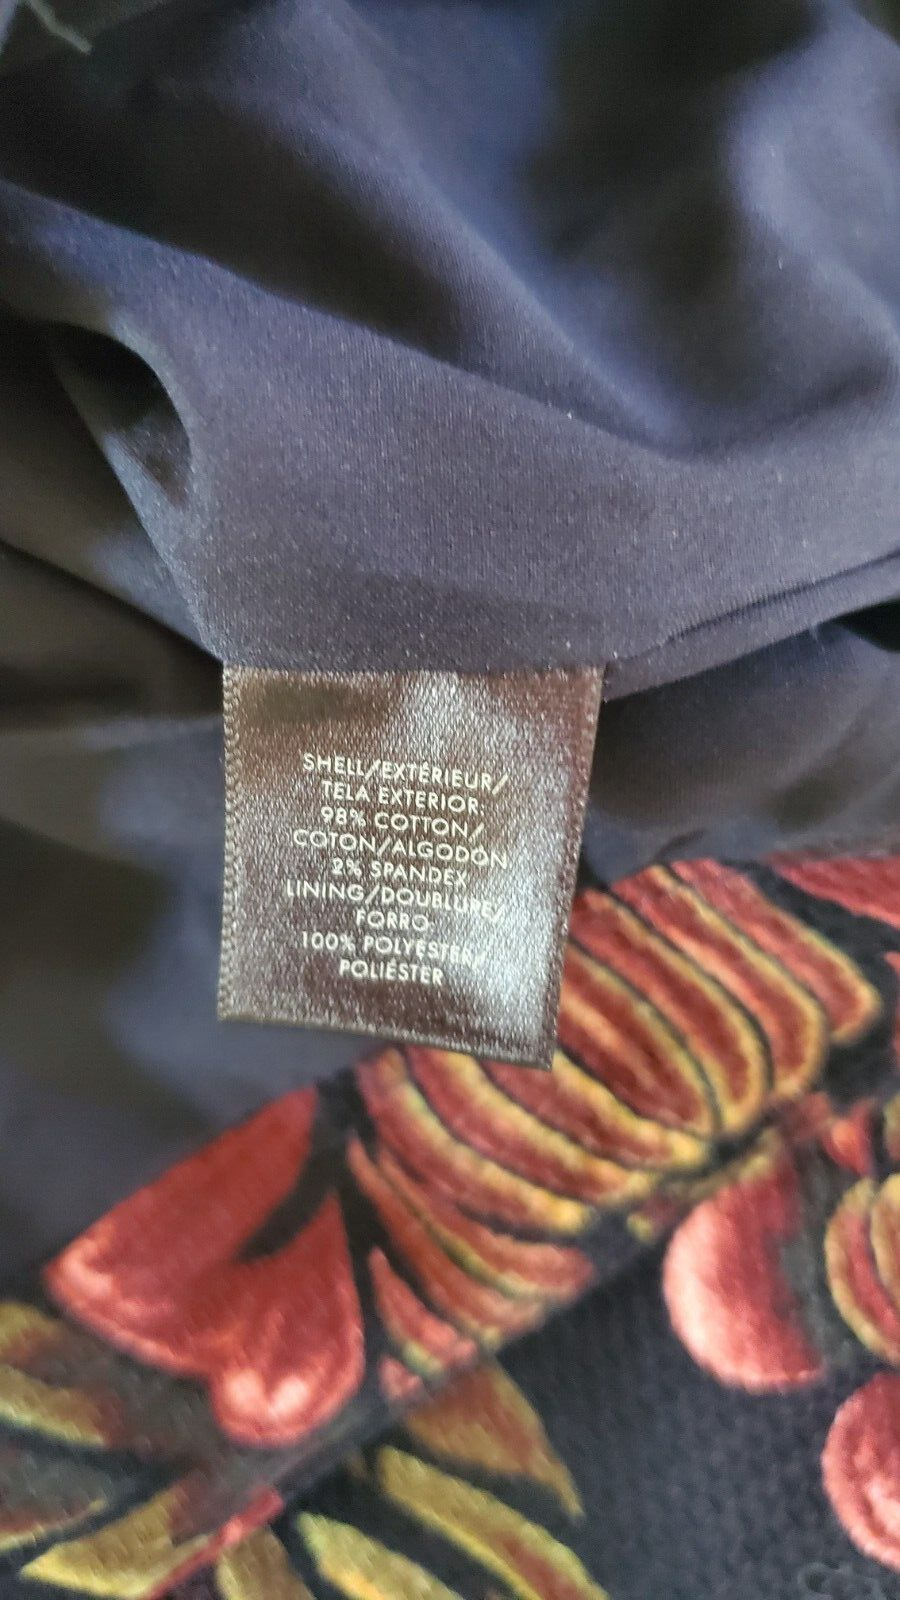 SHELL/EXTÉRIEUR/
TELA EXTERIOR-
98% COTTON/
COTON/ALGODÓN
2% SPANDEX
LINING/DOUBLURE/
FORRO-
100% POLYESTER/
POLIÉSTER